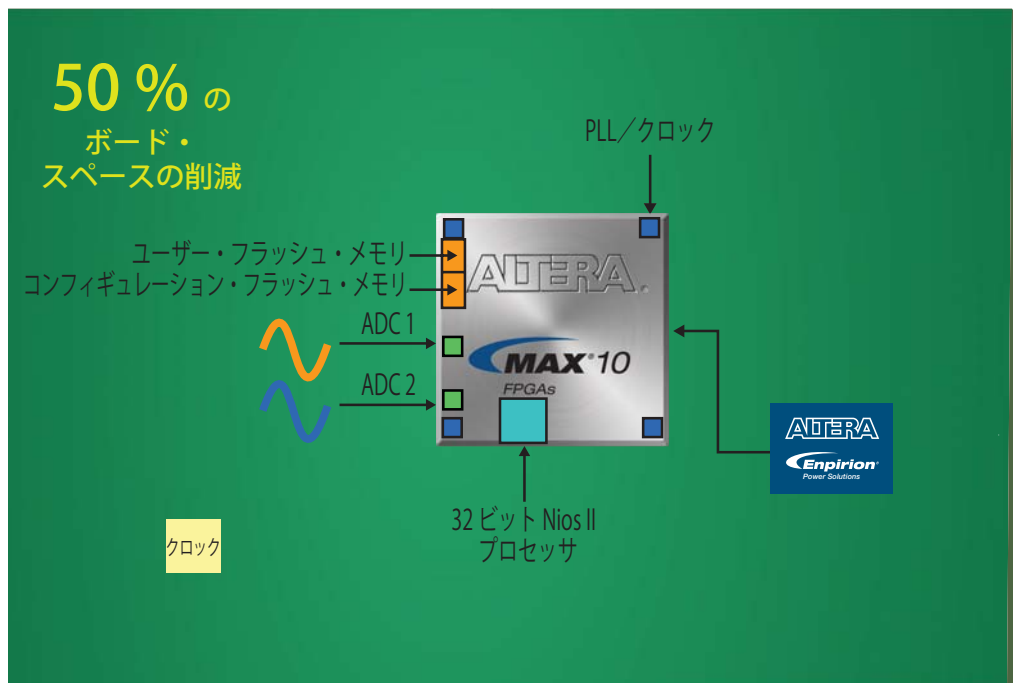 50 % の
ボード・
スペースの削減
PLL／クロック
ユーザー・フラッシュ・メモリ
コンフィギュレーション・フラッシュ・メモリ
ALTERA®
ADC 1
MAX® 10
FPGAs
ADC 2
ALTERA
Enpirion®
Power Solutions
32 ビット Nios II
プロセッサ
クロック